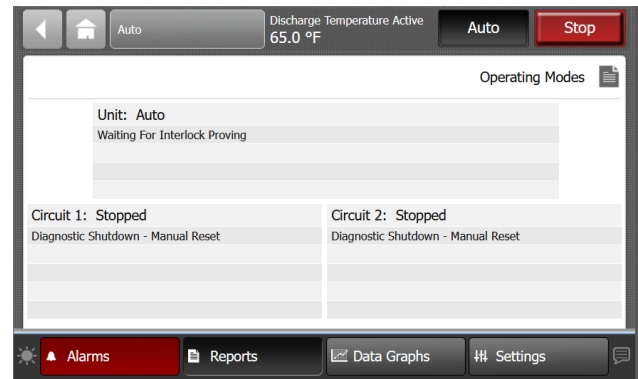 Auto
Discharge Temperature Active
65.0 °F
Auto
Stop
Operating Modes
Unit: Auto
Waiting For Interlock Proving
Circuit 1: Stopped
Diagnostic Shutdown - Manual Reset
Circuit 2: Stopped
Diagnostic Shutdown - Manual Reset
Alarms
Reports
Data Graphs
Settings